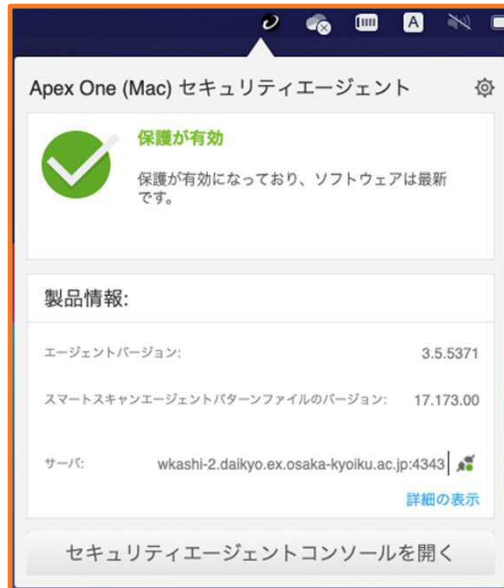 A
Apex One (Mac) セキュリティエージェント
保護が有効
保護が有効になっており、ソフトウェアは最新
です。
製品情報:
エージェントバージョン: 3.5.5371
スマートスキャンエージェントパターンファイルのバージョン: 17.173.00
サーバ: wkashi-2.daikyo.ex.osaka-kyoiku.ac.jp:4343
詳細の表示
セキュリティエージェントコンソールを開く